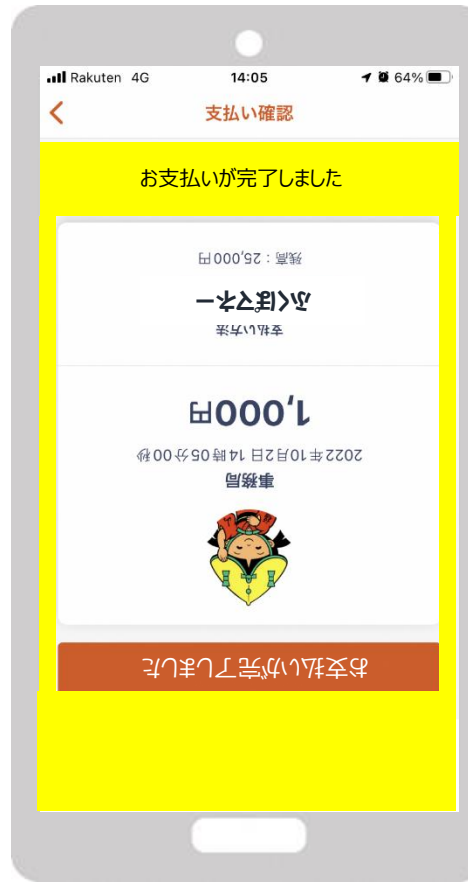 Rakuten 4G 14:05 64%
支払い確認
お支払いが完了しました
お支払いが完了しました
事務局
2022年10月2日 14時05分00秒
1,000円
支払い方法
ふくぽマネー
残高：25,000円